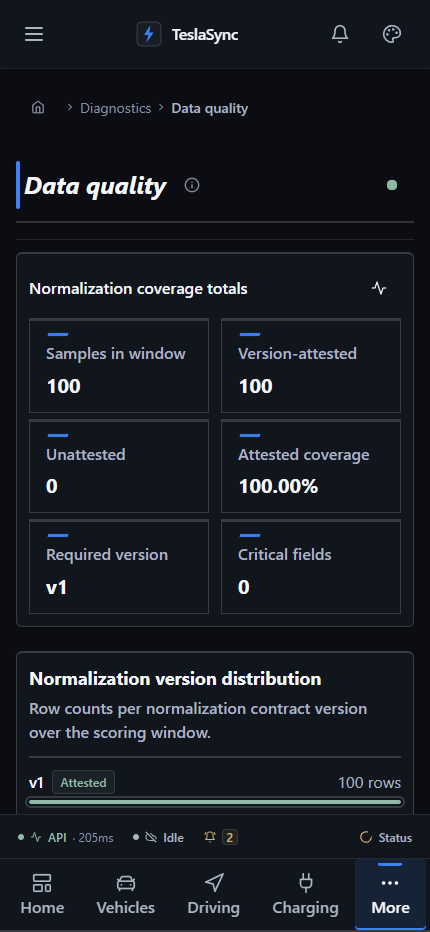 TeslaSync
Diagnostics
Data quality
Data quality
Normalization coverage totals
Samples in window
100
Version-attested
100
Unattested
0
Attested coverage
100.00%
Required version
v1
Critical fields
0
Normalization version distribution
Row counts per normalization contract version
over the scoring window.
v1 Attested 100 rows
API · 205ms Idle 2 Status
Home Vehicles Driving Charging More